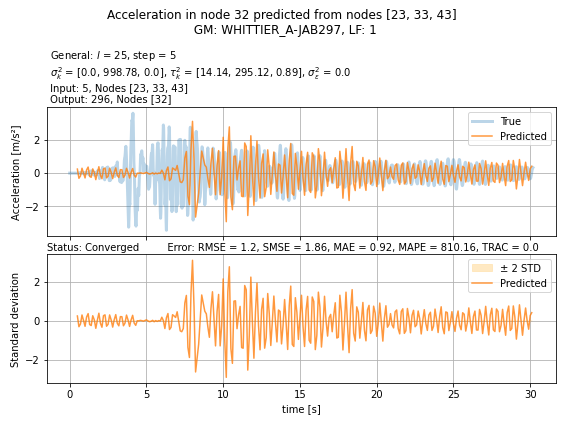 Acceleration in node 32 predicted from nodes [23, 33, 43]
GM: WHITTIER_A-JAB297, LF: 1
General: l = 25, step = 5
σ²ₖ = [0.0, 998.78, 0.0], τ²ₖ = [14.14, 295.12, 0.89], σ²ε = 0.0
Input: 5, Nodes [23, 33, 43]
Output: 296, Nodes [32]
True
Predicted
Acceleration [m/s²]
2
0
−2
Status: Converged Error: RMSE = 1.2, SMSE = 1.86, MAE = 0.92, MAPE = 810.16, TRAC = 0.0
± 2 STD
Predicted
Standard deviation
2
0
−2
0 5 10 15 20 25 30
time [s]